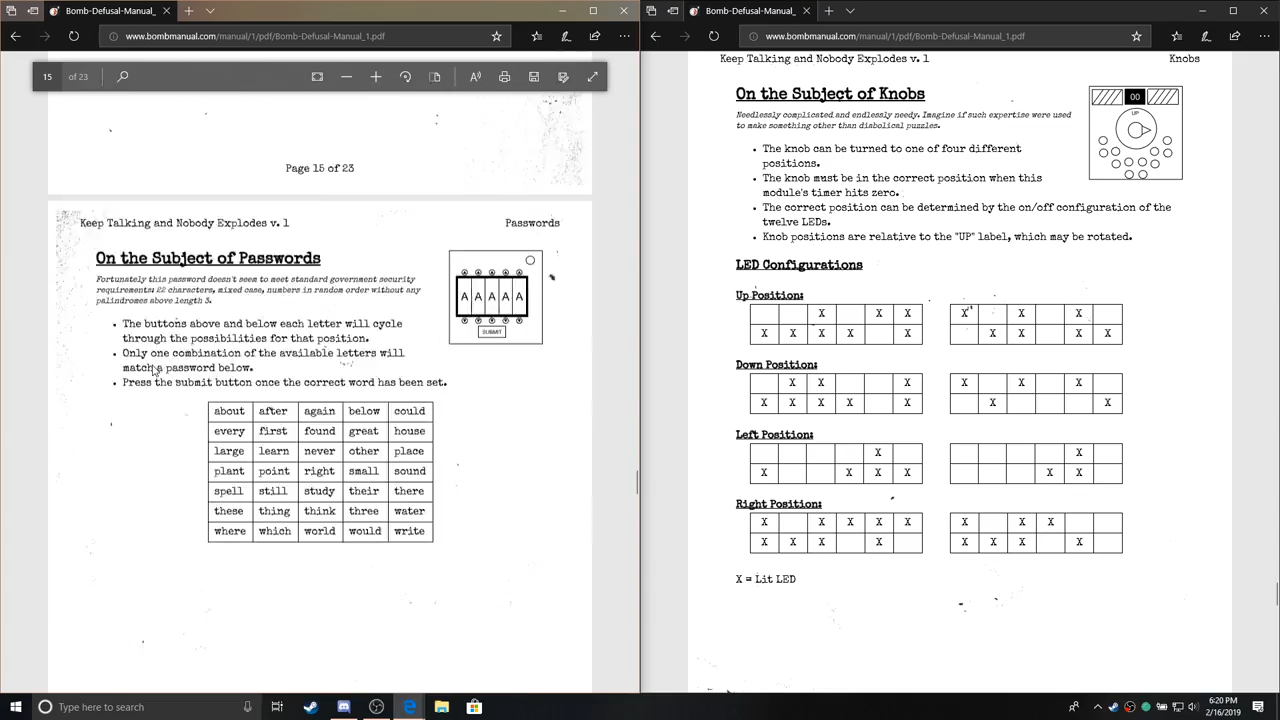 Bomb-Defusal-Manual_
www.bombmanual.com/manual/1/pdf/Bomb-Defusal-Manual_1.pdf
15 of 23
Page 15 of 23
Keep Talking and Nobody Explodes v. 1 Passwords
On the Subject of Passwords
Fortunately this password doesn't seem to meet standard government security
requirements: 22 characters, mixed case, numbers in random order without any
palindromes above length 3.
A A A A A
SUBMIT
• The buttons above and below each letter will cycle
through the possibilities for that position.
• Only one combination of the available letters will
match a password below.
• Press the submit button once the correct word has been set.
about after again below could
every first found great house
large learn never other place
plant point right small sound
spell still study their there
these thing think three water
where which world would write
Bomb-Defusal-Manual_
www.bombmanual.com/manual/1/pdf/Bomb-Defusal-Manual_1.pdf
Keep Talking and Nobody Explodes v. 1 Knobs
On the Subject of Knobs
Needlessly complicated and endlessly needy. Imagine if such expertise were used
to make something other than diabolical puzzles.
00
UP
• The knob can be turned to one of four different
positions.
• The knob must be in the correct position when this
module's timer hits zero.
• The correct position can be determined by the on/off configuration of the
twelve LEDs.
• Knob positions are relative to the "UP" label, which may be rotated.
LED Configurations
Up Position:
X X X X X X
X X X X X X X X X
Down Position:
X X X X X X
X X X X X X X
Left Position:
X X
X X X X X X
Right Position:
X X X X X X X X
X X X X X X X X
X = Lit LED
Type here to search
6:20 PM
2/16/2019